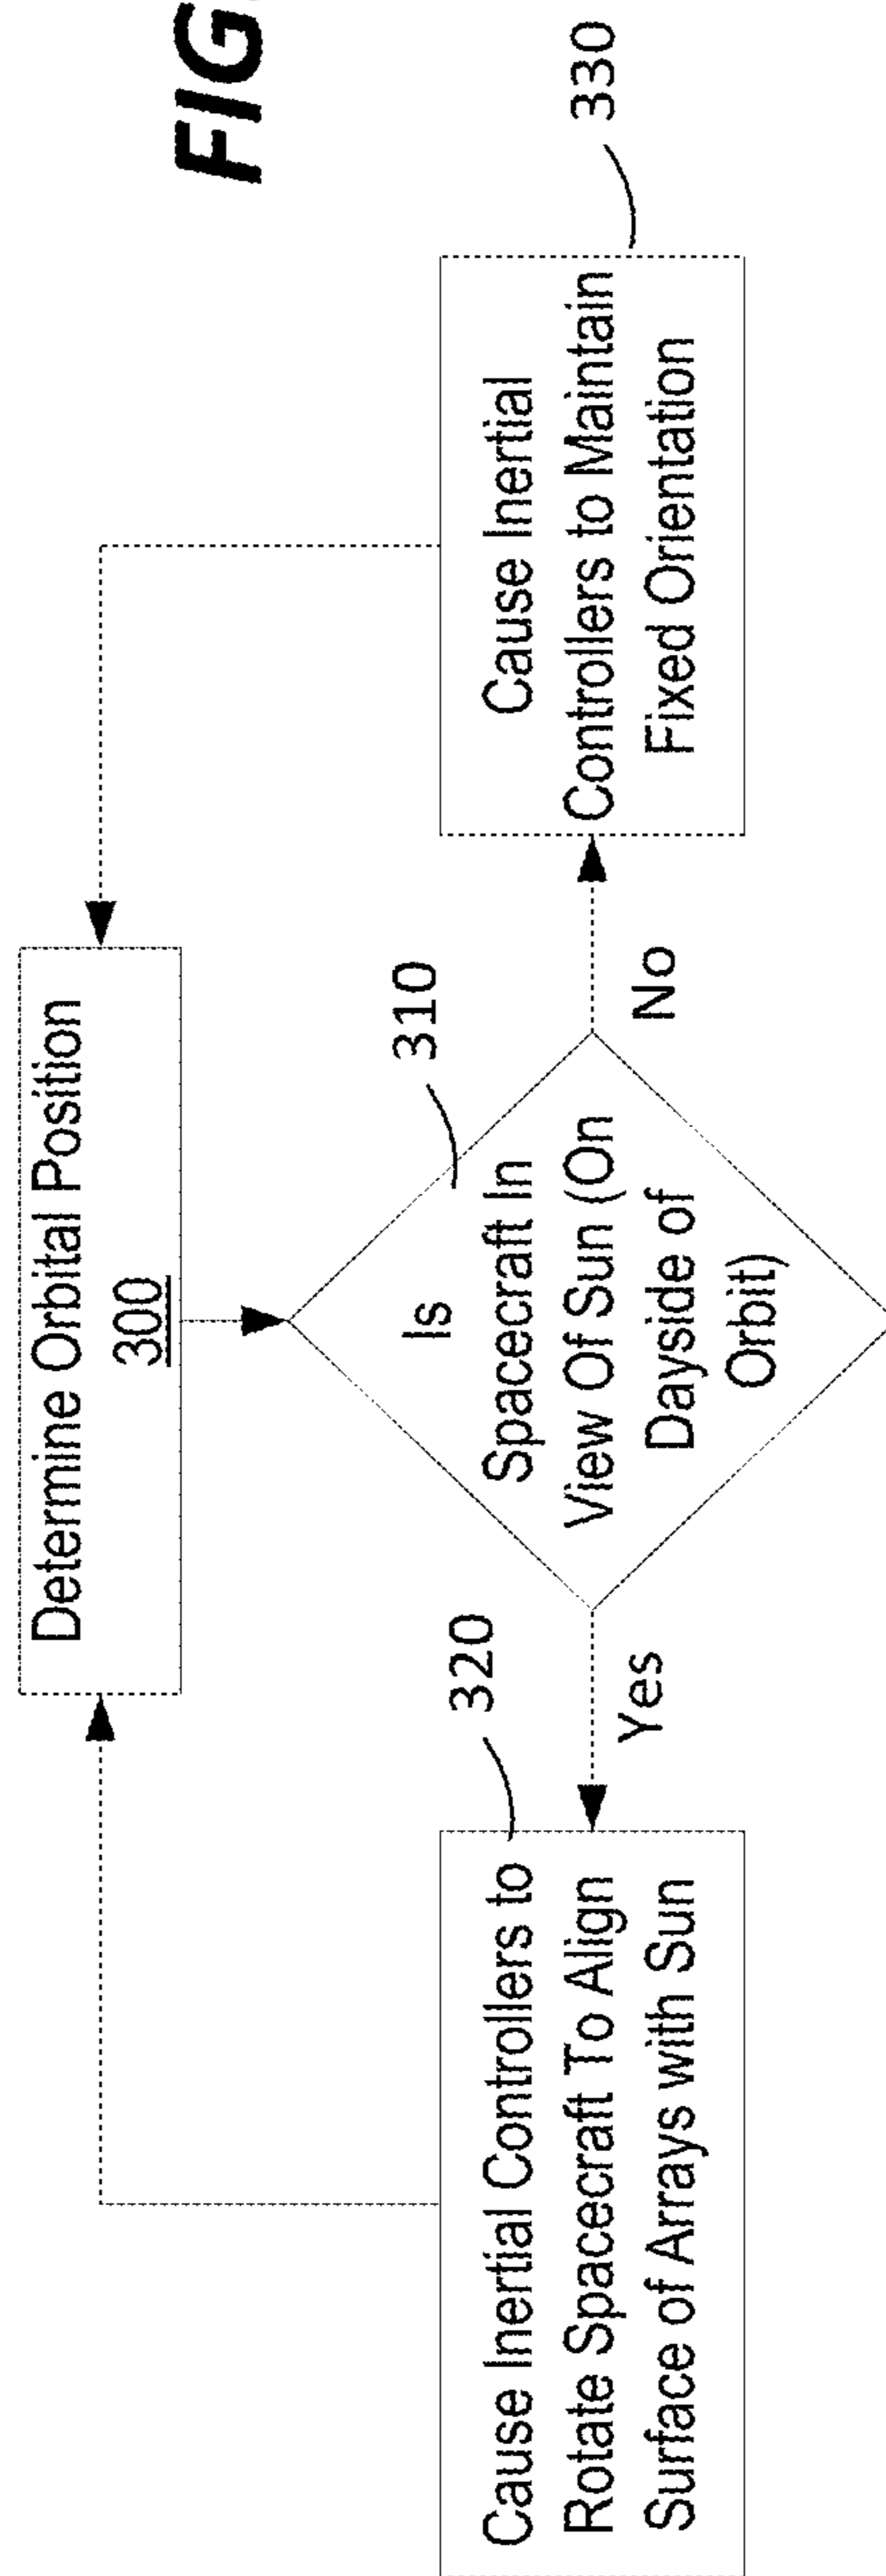 FIG.
Determine Orbital Position
300
310
Is
Spacecraft In
View Of Sun (On
Dayside of
Orbit)
Yes
No
320
Cause Inertial Controllers to
Rotate Spacecraft To Align
Surface of Arrays with Sun
330
Cause Inertial
Controllers to Maintain
Fixed Orientation